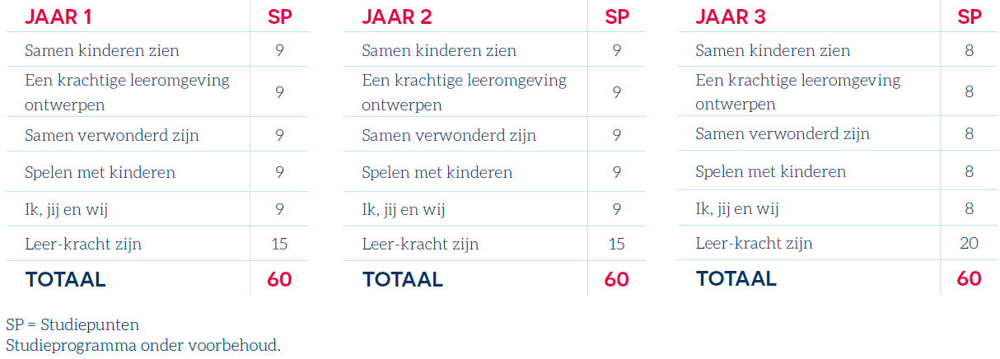 JAAR 1 SP
Samen kinderen zien 9
Een krachtige leeromgeving
ontwerpen 9
Samen verwonderd zijn 9
Spelen met kinderen 9
Ik, jij en wij 9
Leer-kracht zijn 15
TOTAAL 60
JAAR 2 SP
Samen kinderen zien 9
Een krachtige leeromgeving
ontwerpen 9
Samen verwonderd zijn 9
Spelen met kinderen 9
Ik, jij en wij 9
Leer-kracht zijn 15
TOTAAL 60
JAAR 3 SP
Samen kinderen zien 8
Een krachtige leeromgeving
ontwerpen 8
Samen verwonderd zijn 8
Spelen met kinderen 8
Ik, jij en wij 8
Leer-kracht zijn 20
TOTAAL 60
SP = Studiepunten
Studieprogramma onder voorbehoud.